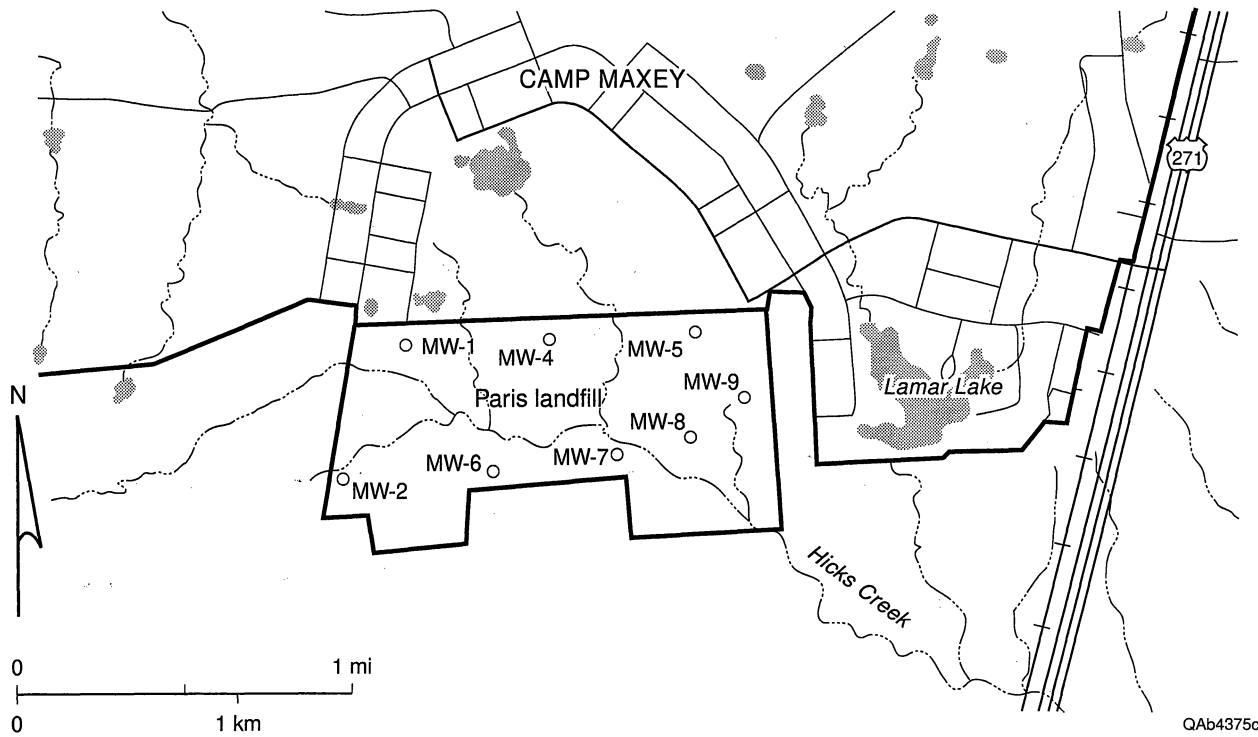 CAMP MAXEY
271
MW-1
MW-4
MW-5
MW-9
Paris landfill
Lamar Lake
MW-8
MW-7
MW-6
MW-2
N
Hicks Creek
0
1 mi
0
1 km
QAb4375c